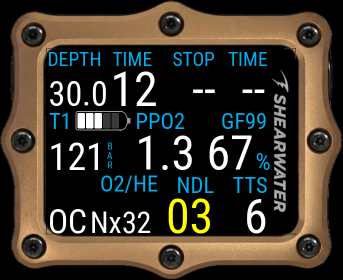 DEPTH TIME STOP TIME
30.0 12 -- --
T1 PPO2 GF99
121 BAR 1.3 67%
O2/HE NDL TTS
OC Nx32 03 6
SHEARWATER